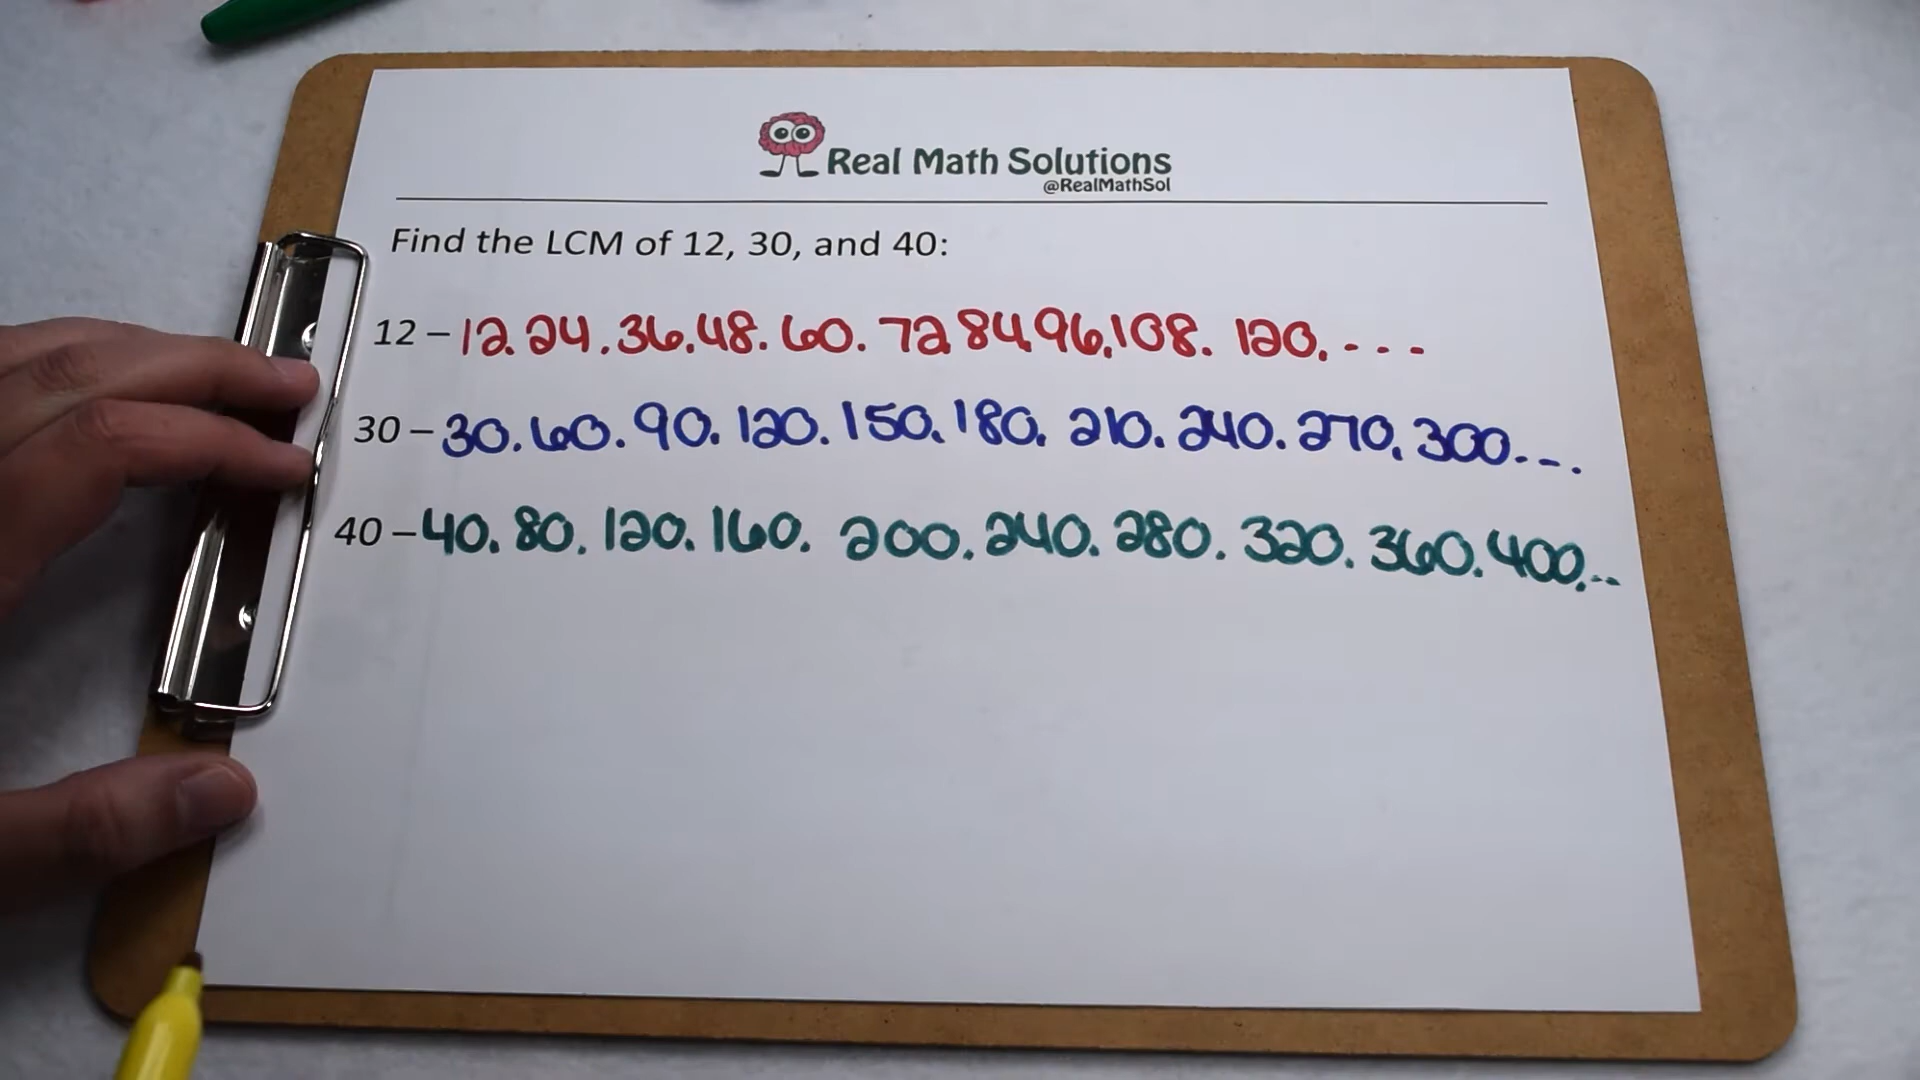 Real Math Solutions
@RealMathSol
Find the LCM of 12, 30, and 40:
12 – 12, 24, 36, 48, 60, 72, 84, 96, 108, 120, ...
30 – 30, 60, 90, 120, 150, 180, 210, 240, 270, 300...
40 – 40, 80, 120, 160, 200, 240, 280, 320, 360, 400,...